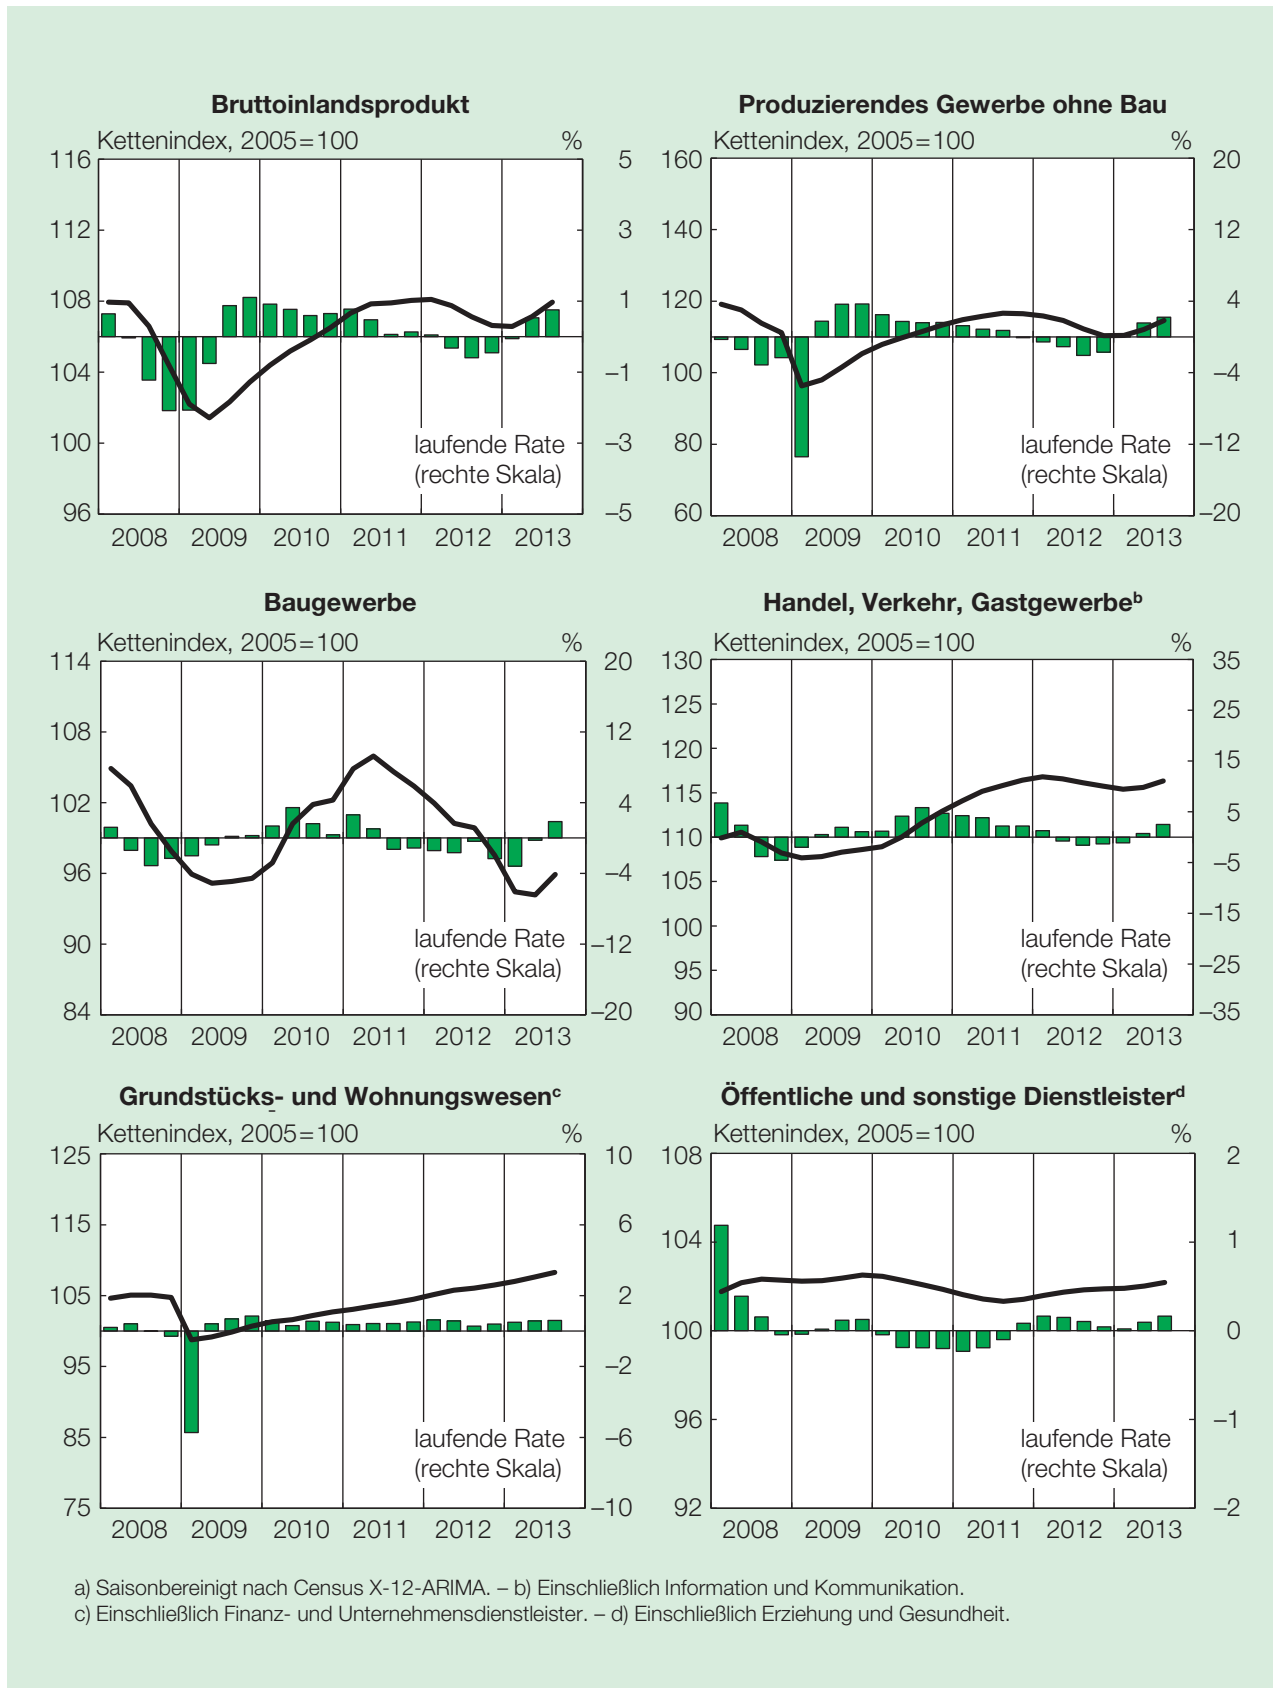 Bruttoinlandsprodukt
Kettenindex, 2005=100 %
116 5
112 3
108 1
104 –1
100 –3
96 –5
laufende Rate
(rechte Skala)
2008 2009 2010 2011 2012 2013
Produzierendes Gewerbe ohne Bau
Kettenindex, 2005=100 %
160 20
140 12
120 4
100 –4
80 –12
60 –20
laufende Rate
(rechte Skala)
2008 2009 2010 2011 2012 2013
Baugewerbe
Kettenindex, 2005=100 %
114 20
108 12
102 4
96 –4
90 –12
84 –20
laufende Rate
(rechte Skala)
2008 2009 2010 2011 2012 2013
Handel, Verkehr, Gastgewerbeᵇ
Kettenindex, 2005=100 %
130 35
125 25
120 15
115 5
110 –5
105 –15
100 –25
95 –35
90
laufende Rate
(rechte Skala)
2008 2009 2010 2011 2012 2013
Grundstücks- und Wohnungswesenᶜ
Kettenindex, 2005=100 %
125 10
115 6
105 2
95 –2
85 –6
75 –10
laufende Rate
(rechte Skala)
2008 2009 2010 2011 2012 2013
Öffentliche und sonstige Dienstleisterᵈ
Kettenindex, 2005=100 %
108 2
104 1
100 0
96 –1
92 –2
laufende Rate
(rechte Skala)
2008 2009 2010 2011 2012 2013
a) Saisonbereinigt nach Census X-12-ARIMA. – b) Einschließlich Information und Kommunikation.
c) Einschließlich Finanz- und Unternehmensdienstleister. – d) Einschließlich Erziehung und Gesundheit.